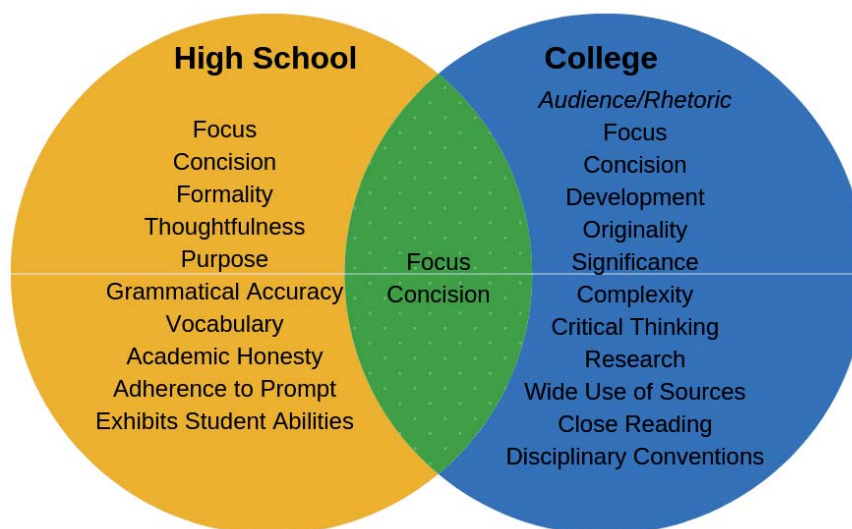 High School
Focus
Concision
Formality
Thoughtfulness
Purpose
Grammatical Accuracy
Vocabulary
Academic Honesty
Adherence to Prompt
Exhibits Student Abilities
Focus
Concision
College
Audience/Rhetoric
Focus
Concision
Development
Originality
Significance
Complexity
Critical Thinking
Research
Wide Use of Sources
Close Reading
Disciplinary Conventions